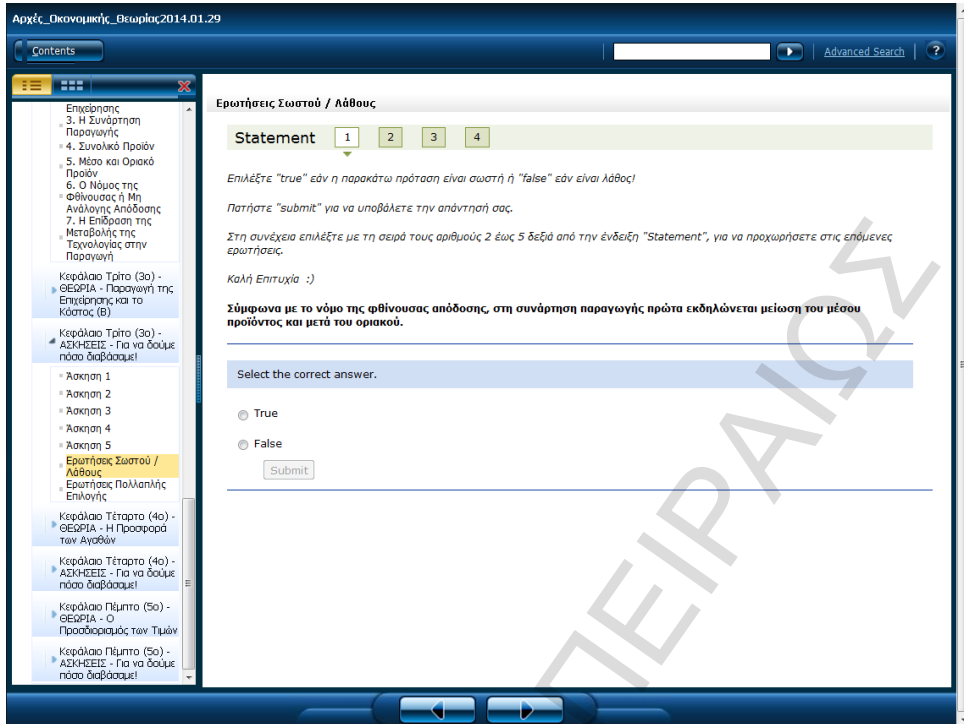 Αρχές_Οκονομικής_Θεωρίας2014.01.29
Contents
Advanced Search
?
Επιχείρησης
3. Η Συνάρτηση
Παραγωγής
4. Συνολικό Προϊόν
5. Μέσο και Οριακό
Προϊόν
6. Ο Νόμος της
Φθίνουσας ή Μη
Ανάλογης Απόδοσης
7. Η Επίδραση της
Μεταβολής της
Τεχνολογίας στην
Παραγωγή
Κεφάλαιο Τρίτο (3ο) -
ΘΕΩΡΙΑ - Παραγωγή της
Επιχείρησης και το
Κόστος (Β)
Κεφάλαιο Τρίτο (3ο) -
ΑΣΚΗΣΕΙΣ - Για να δούμε
πόσο διαβάσαμε!
Άσκηση 1
Άσκηση 2
Άσκηση 3
Άσκηση 4
Άσκηση 5
Ερωτήσεις Σωστού /
Λάθους
Ερωτήσεις Πολλαπλής
Επιλογής
Κεφάλαιο Τέταρτο (4ο) -
ΘΕΩΡΙΑ - Η Προσφορά
των Αγαθών
Κεφάλαιο Τέταρτο (4ο) -
ΑΣΚΗΣΕΙΣ - Για να δούμε
πόσο διαβάσαμε!
Κεφάλαιο Πέμπτο (5ο) -
ΘΕΩΡΙΑ - Ο
Προσδιορισμός των Τιμών
Κεφάλαιο Πέμπτο (5ο) -
ΑΣΚΗΣΕΙΣ - Για να δούμε
πόσο διαβάσαμε!
Ερωτήσεις Σωστού / Λάθους
Statement 1 2 3 4
Επιλέξτε "true" εάν η παρακάτω πρόταση είναι σωστή ή "false" εάν είναι λάθος!
Πατήστε "submit" για να υποβάλετε την απάντησή σας.
Στη συνέχεια επιλέξτε με τη σειρά τους αριθμούς 2 έως 5 δεξιά από την ένδειξη "Statement", για να προχωρήσετε στις επόμενες
ερωτήσεις.
Καλή Επιτυχία :)
Σύμφωνα με το νόμο της φθίνουσας απόδοσης, στη συνάρτηση παραγωγής πρώτα εκδηλώνεται μείωση του μέσου
προϊόντος και μετά του οριακού.
Select the correct answer.
True
False
Submit
ΠΕΙΡΑΙΩΣ